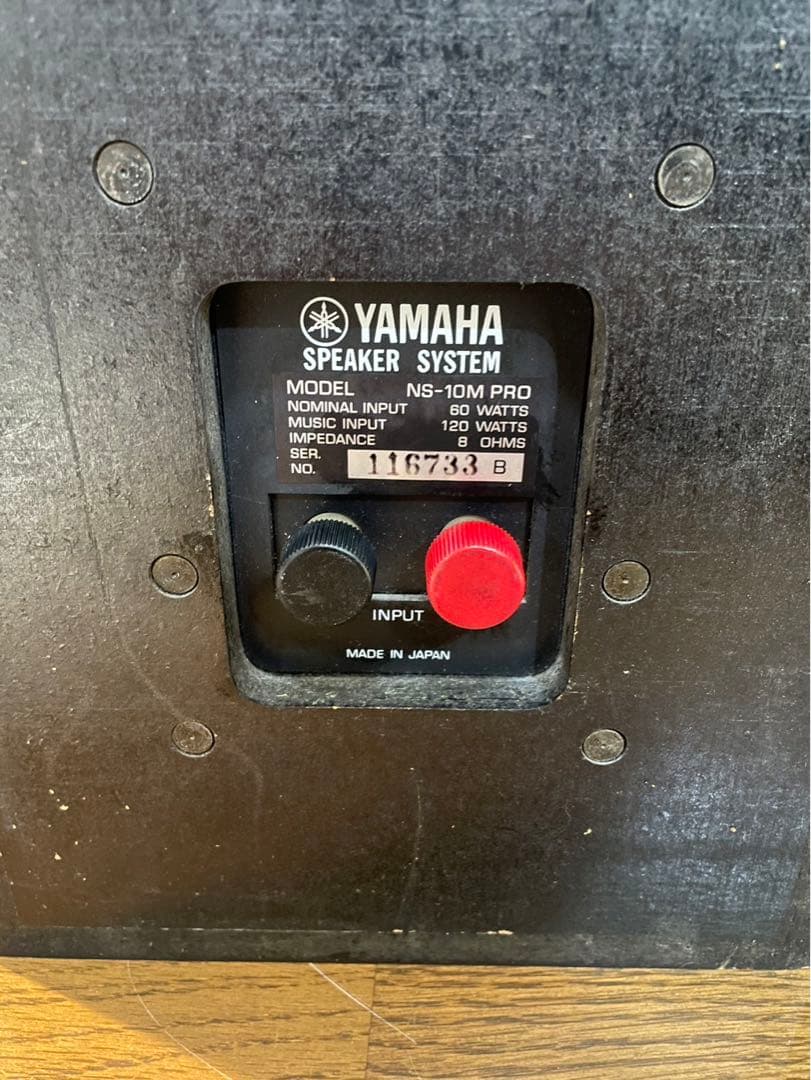 YAMAHA
SPEAKER SYSTEM
MODEL NS-10M PRO
NOMINAL INPUT 60 WATTS
MUSIC INPUT 120 WATTS
IMPEDANCE 8 OHMS
SER.
NO. 116733 B
INPUT
MADE IN JAPAN